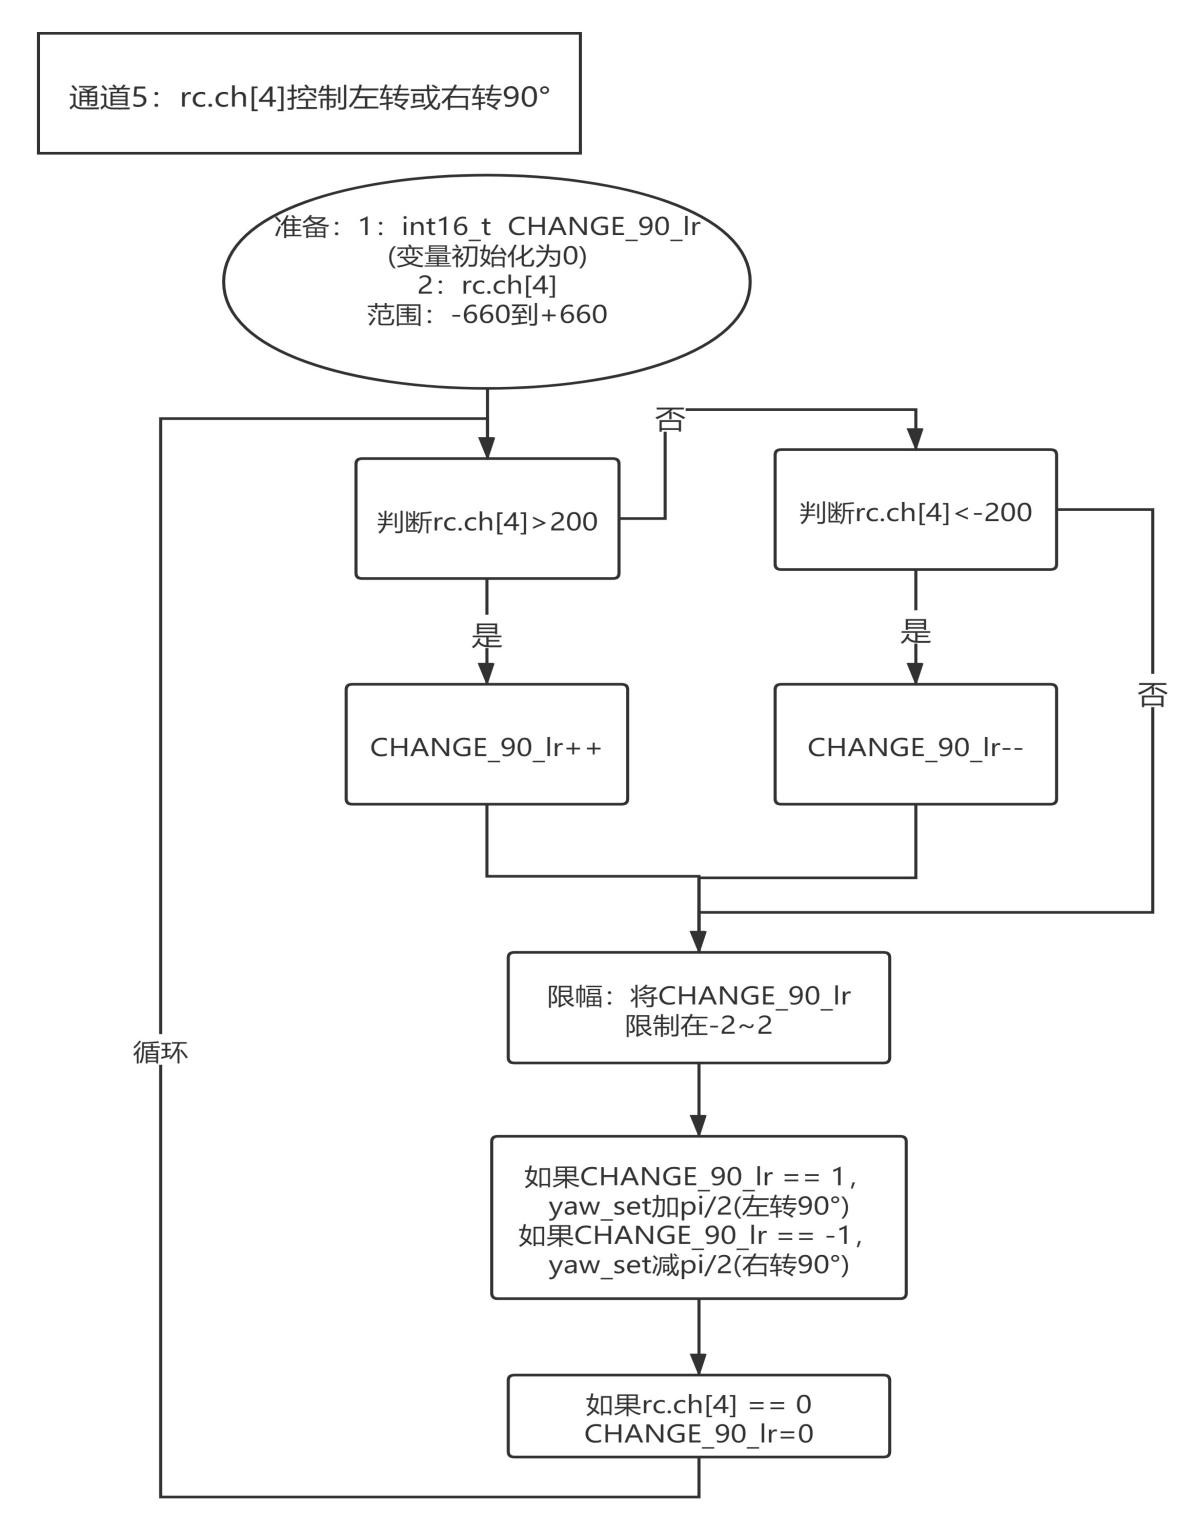 通道5：rc.ch[4]控制左转或右转90°
准备：1：int16_t  CHANGE_90_lr
(变量初始化为0)
2：rc.ch[4]
范围：-660到+660
否
判断rc.ch[4]>200
判断rc.ch[4]<-200
是
是
否
CHANGE_90_lr++
CHANGE_90_lr--
限幅：将CHANGE_90_lr
限制在-2~2
循环
如果CHANGE_90_lr == 1，
yaw_set加pi/2(左转90°)
如果CHANGE_90_lr == -1，
yaw_set减pi/2(右转90°)
如果rc.ch[4] == 0
CHANGE_90_lr=0